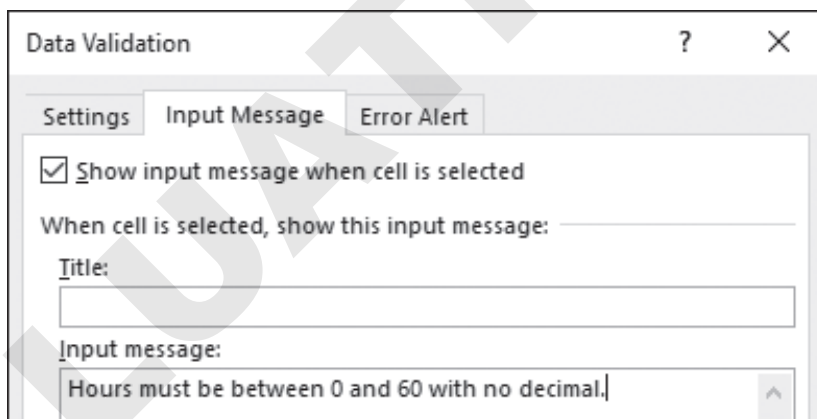 Data Validation ? ×
Settings Input Message Error Alert
Show input message when cell is selected
When cell is selected, show this input message:
Title:
Input message:
Hours must be between 0 and 60 with no decimal.
LUAT